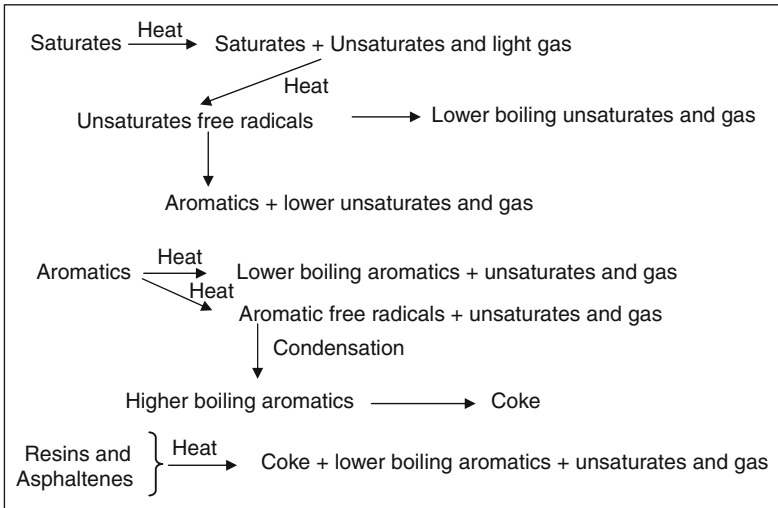 Saturates Heat Saturates + Unsaturates and light gas
Heat
Unsaturates free radicals Lower boiling unsaturates and gas
Aromatics + lower unsaturates and gas
Aromatics Heat Lower boiling aromatics + unsaturates and gas
Heat
Aromatic free radicals + unsaturates and gas
Condensation
Higher boiling aromatics Coke
Resins and
Asphaltenes
Heat
Coke + lower boiling aromatics + unsaturates and gas